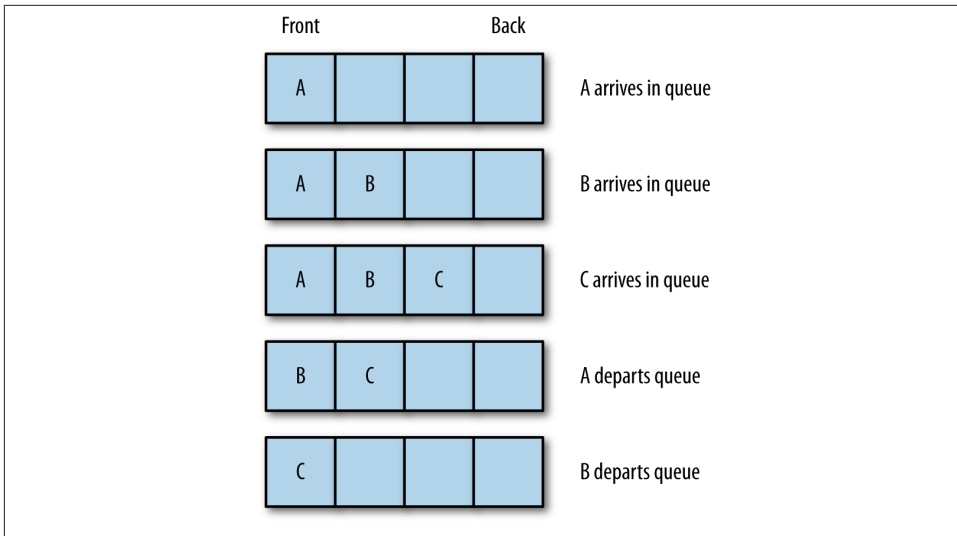 Front Back
A A arrives in queue
A B B arrives in queue
A B C C arrives in queue
B C A departs queue
C B departs queue